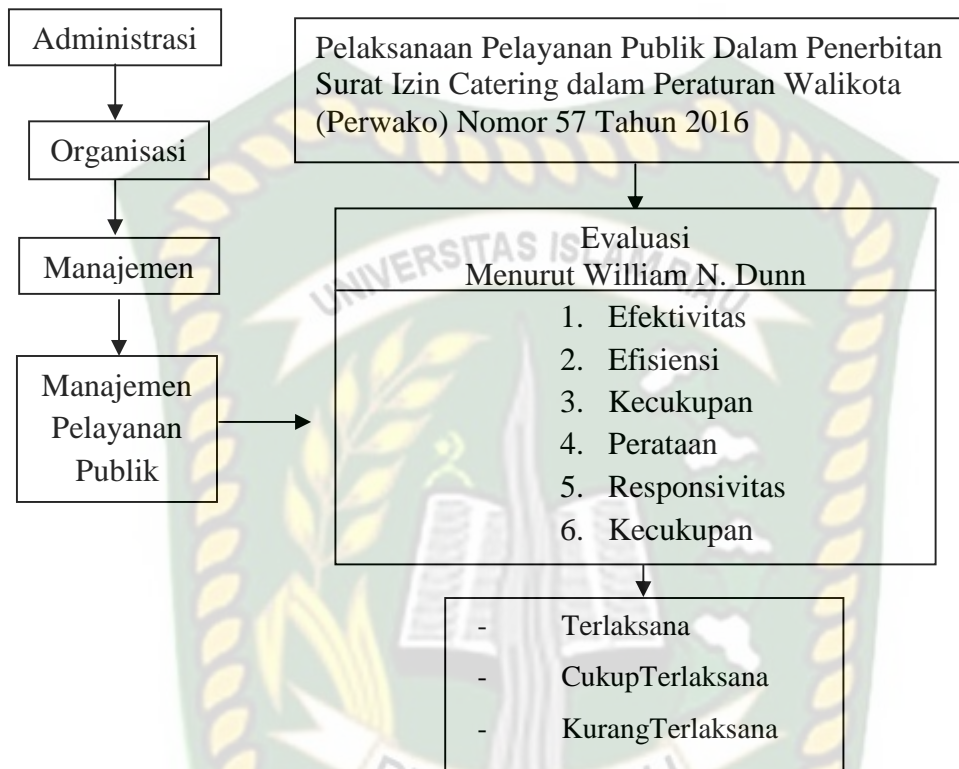 Administrasi
Organisasi
Manajemen
Manajemen
Pelayanan
Publik
Pelaksanaan Pelayanan Publik Dalam Penerbitan
Surat Izin Catering dalam Peraturan Walikota
(Perwako) Nomor 57 Tahun 2016
Evaluasi
Menurut William N. Dunn
1. Efektivitas
2. Efisiensi
3. Kecukupan
4. Perataan
5. Responsivitas
6. Kecukupan
- Terlaksana
- CukupTerlaksana
- KurangTerlaksana
UNIVERSITAS ISLAM RIAU